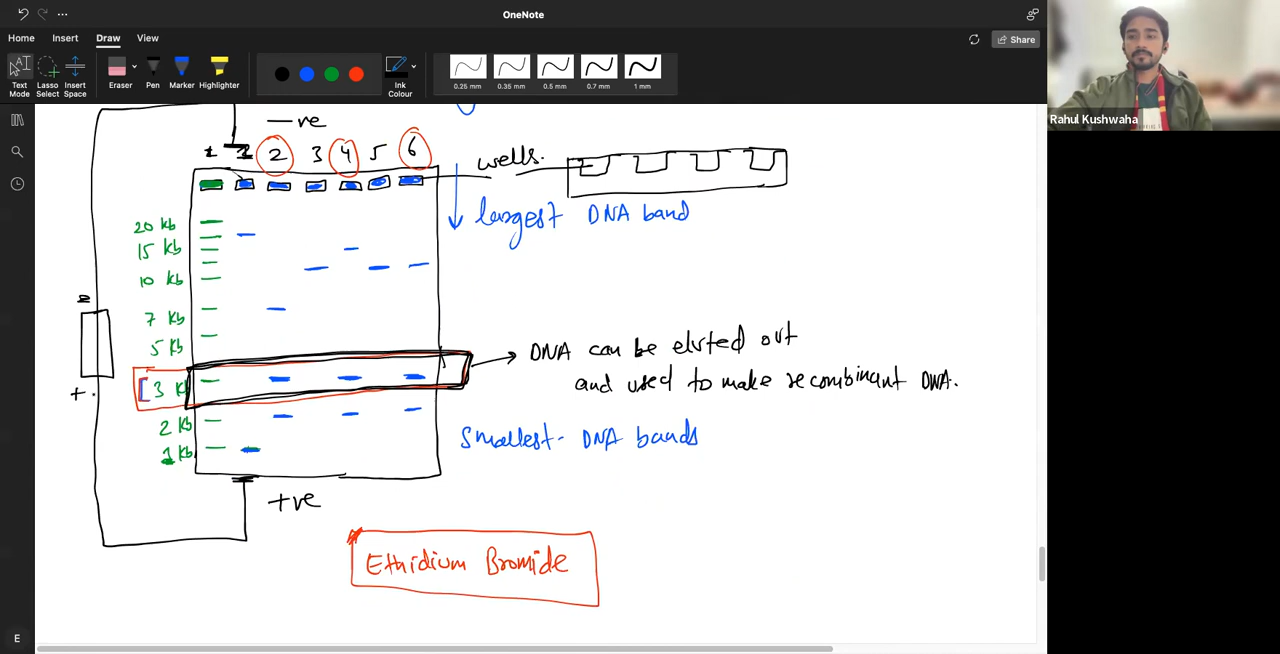 OneNote
Home Insert Draw View
Share
Text Mode
Lasso Select
Insert Space
Eraser
Pen
Marker
Highlighter
Ink Colour
0.25 mm
0.35 mm
0.5 mm
0.7 mm
1 mm
Rahul Kushwaha
-ve
2 3 4 5 6
wells.
20 kb
15 kb
10 kb
7 kb
5 kb
3 kb
2 kb
1 kb
largest DNA band
DNA can be eluted out
and used to make recombinant DNA.
Smallest- DNA bands
+
+ve
Ethidium Bromide
E